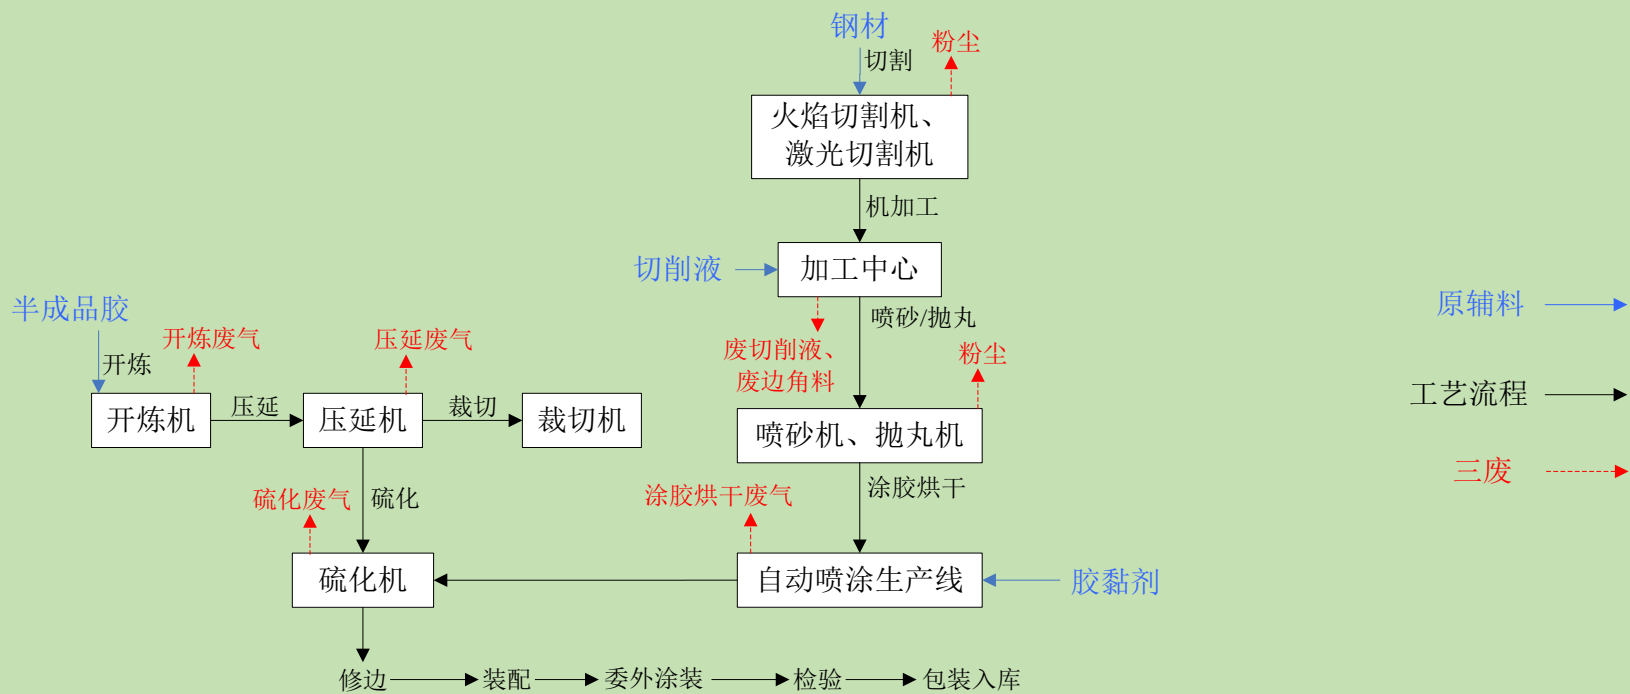 钢材
粉尘
切割
火焰切割机、
激光切割机
机加工
切削液
加工中心
半成品胶
原辅料
喷砂/抛丸
开炼废气
压延废气
废切削液、
废边角料
粉尘
开炼
压延
裁切
工艺流程
开炼机
压延机
裁切机
喷砂机、抛丸机
三废
硫化废气
硫化
涂胶烘干废气
涂胶烘干
硫化机
自动喷涂生产线
胶黏剂
修边
装配
委外涂装
检验
包装入库